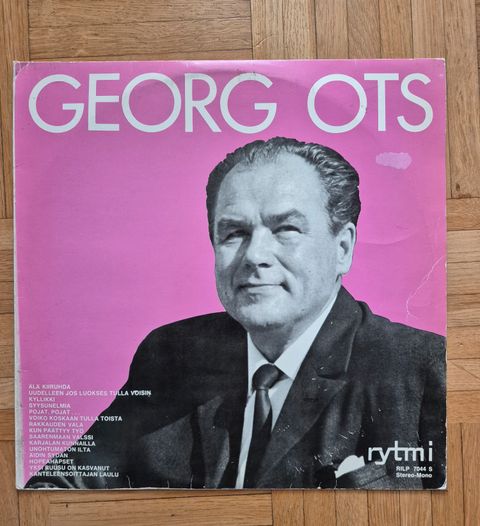 GEORG OTS
ÄLÄ KIIRUHDA
UUDELLEEN JOS LUOKSES TULLA VOISIN
KYLLIKKI
SYYSUNELMIA
POJAT, POJAT
VOIKO KOSKAAN TULLA TOISTA
RAKKAUDEN VALA
KUN PÄÄTTYY TYÖ
SAARENMAAN VALSSI
KARJALAN KUNNAILLA
UNOHTUMATON ILTA
ÄIDIN SYDÄN
HOPEAHAPSET
YKSI RUUSU ON KASVANUT
KANTELEENSOITTAJAN LAULU
rytmi
RILP 7044 S
Stereo-Mono